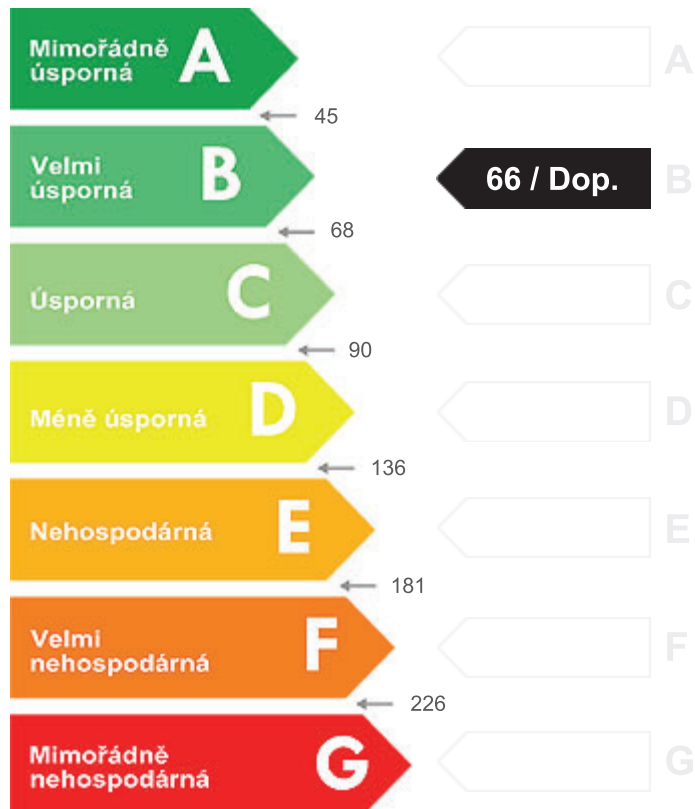 Mimořádně
úsporná
A
A
45
Velmi
úsporná
B
66 / Dop.
B
68
Úsporná
C
C
90
Méně úsporná
D
D
136
Nehospodárná
E
E
181
Velmi
nehospodárná
F
F
226
Mimořádně
nehospodárná
G
G